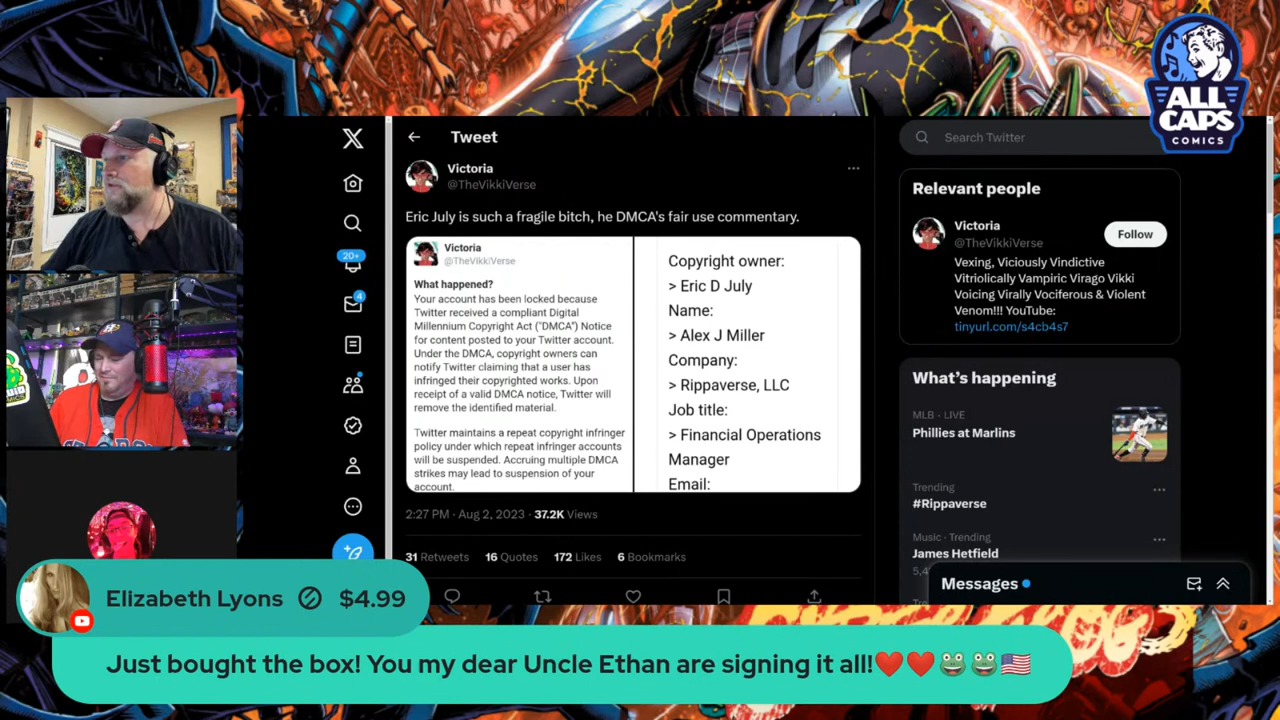 ALL
CAPS
COMICS
Tweet
Victoria
@TheVikkiVerse
Eric July is such a fragile bitch, he DMCA's fair use commentary.
Victoria
@TheVikkiVerse
What happened?
Your account has been locked because
Twitter received a compliant Digital
Millennium Copyright Act ("DMCA") Notice
for content posted to your Twitter account.
Under the DMCA, copyright owners can
notify Twitter claiming that a user has
infringed their copyrighted works. Upon
receipt of a valid DMCA notice, Twitter will
remove the identified material.
Twitter maintains a repeat copyright infringer
policy under which repeat infringer accounts
will be suspended. Accruing multiple DMCA
strikes may lead to suspension of your
account.
Copyright owner:
> Eric D July
Name:
> Alex J Miller
Company:
> Rippaverse, LLC
Job title:
> Financial Operations
Manager
Email:
2:27 PM · Aug 2, 2023 · 37.2K Views
31 Retweets 16 Quotes 172 Likes 6 Bookmarks
20+
4
Search Twitter
Relevant people
Victoria
@TheVikkiVerse
Follow
Vexing, Viciously Vindictive
Vitriolically Vampiric Virago Vikki
Voicing Virally Vociferous & Violent
Venom!!! YouTube:
tinyurl.com/s4cb4s7
What's happening
MLB · LIVE
Phillies at Marlins
Trending
#Rippaverse
Music · Trending
James Hetfield
Messages
Elizabeth Lyons $4.99
Just bought the box! You my dear Uncle Ethan are signing it all!❤️❤️🐸🐸🇺🇸